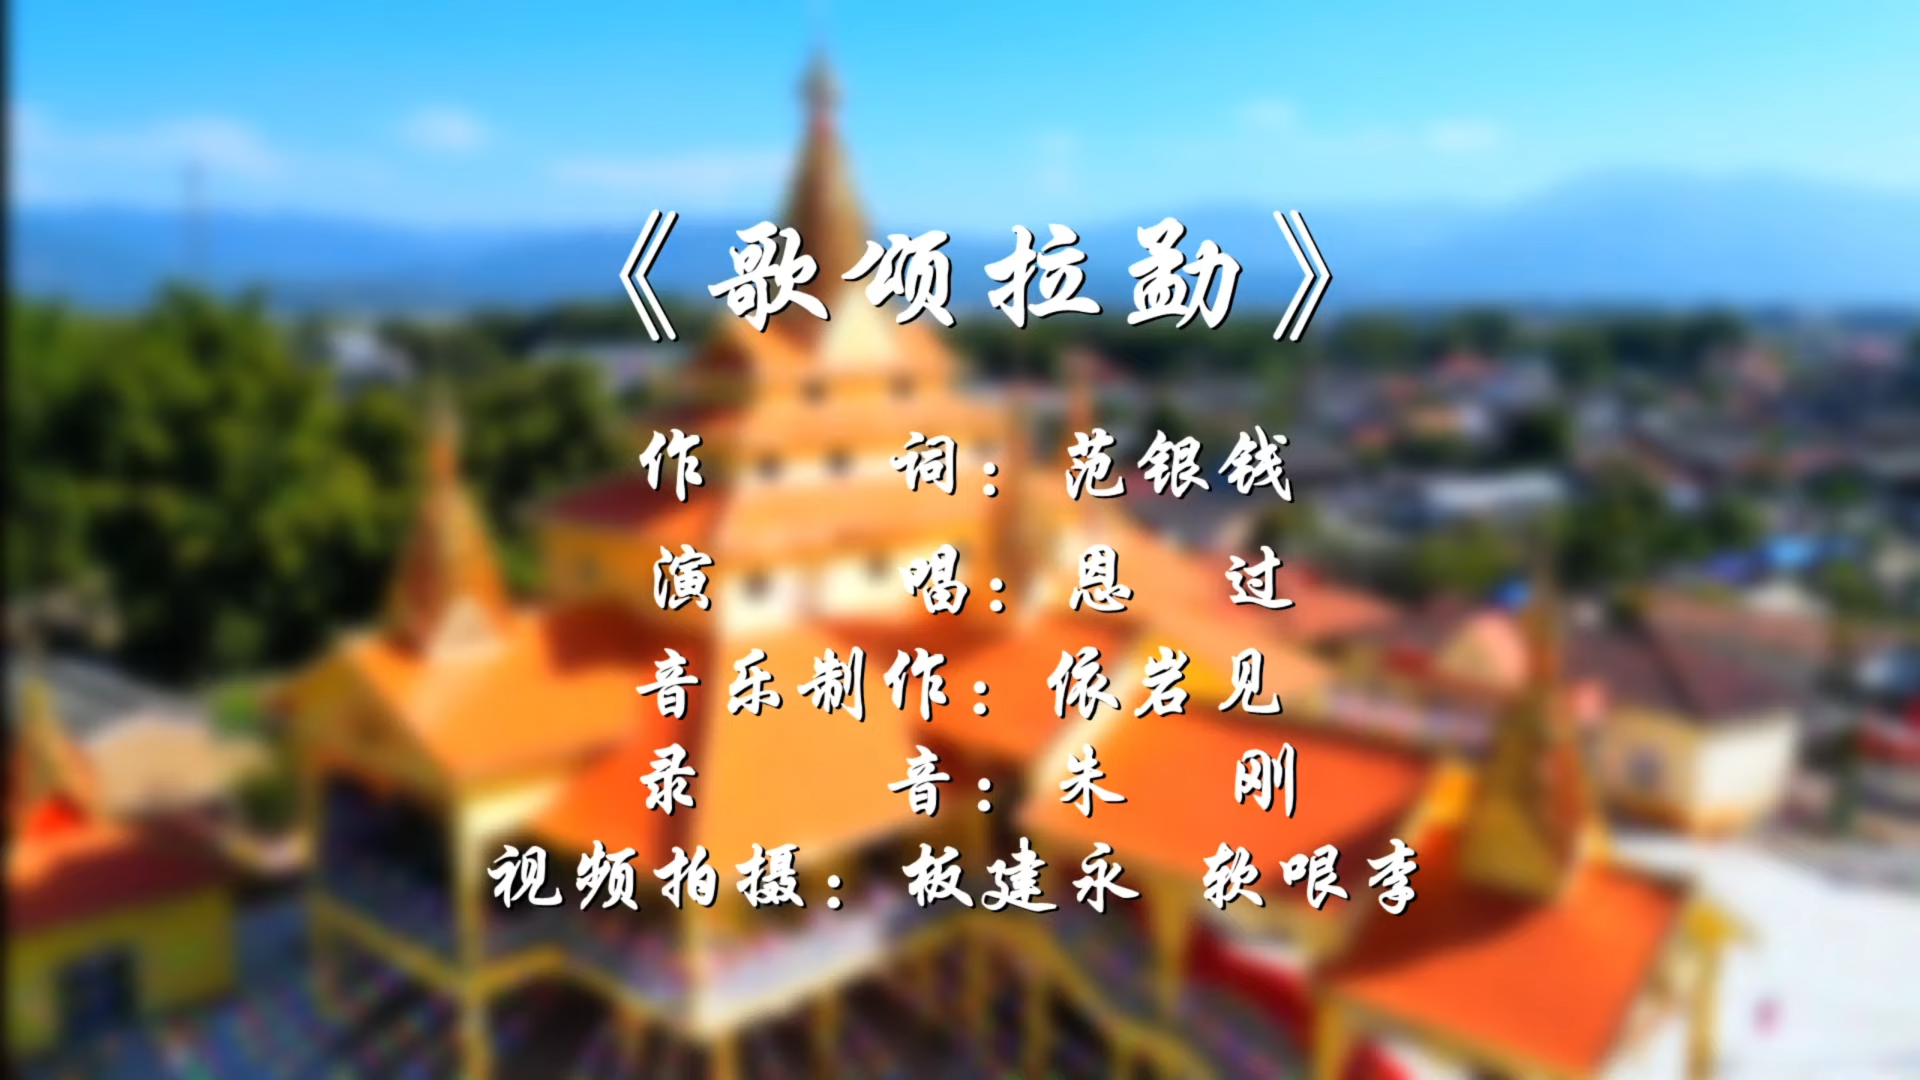 《歌颂拉勐》
作 词：范银钱
演 唱：恩 过
音乐制作：依岩见
录 音：朱 刚
视频拍摄：板建永 软哏李